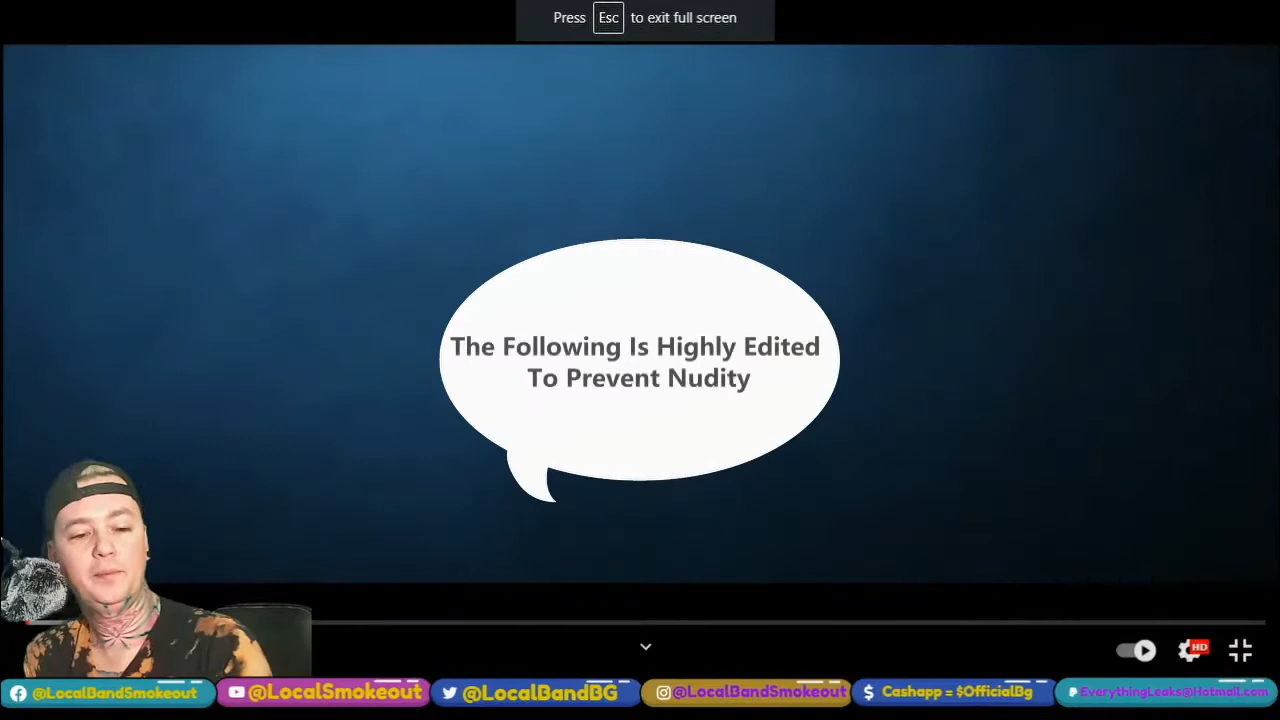 Press Esc to exit full screen
The Following Is Highly Edited
To Prevent Nudity
HD
@LocalBandSmokeout
@LocalSmokeout
@LocalBandBG
@LocalBandSmokeout
$ Cashapp = $OfficialBg
EverythingLeaks@Hotmail.com